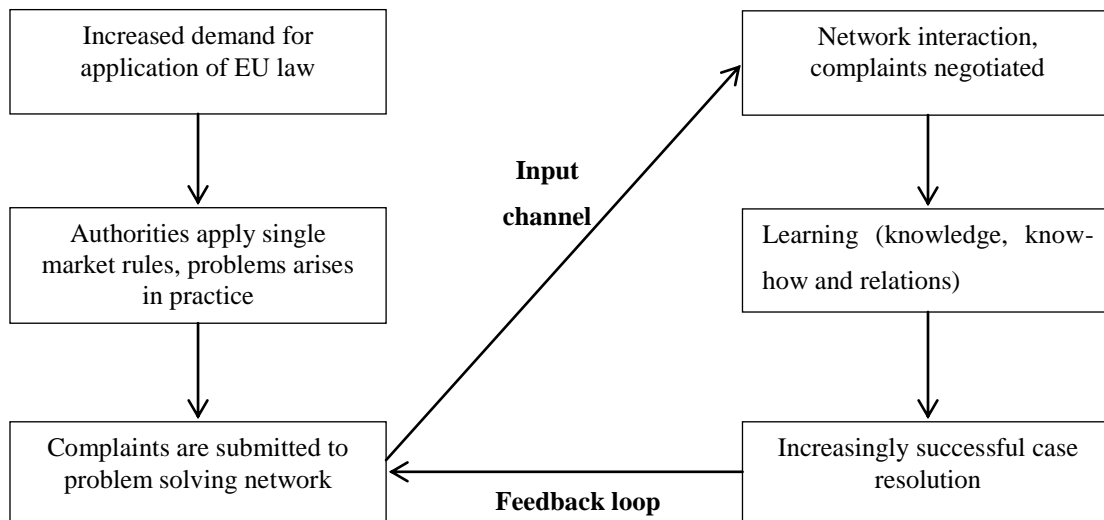 Increased demand for
application of EU law
Authorities apply single
market rules, problems arises
in practice
Complaints are submitted to
problem solving network
Input
channel
Network interaction,
complaints negotiated
Learning (knowledge, know-
how and relations)
Increasingly successful case
resolution
Feedback loop